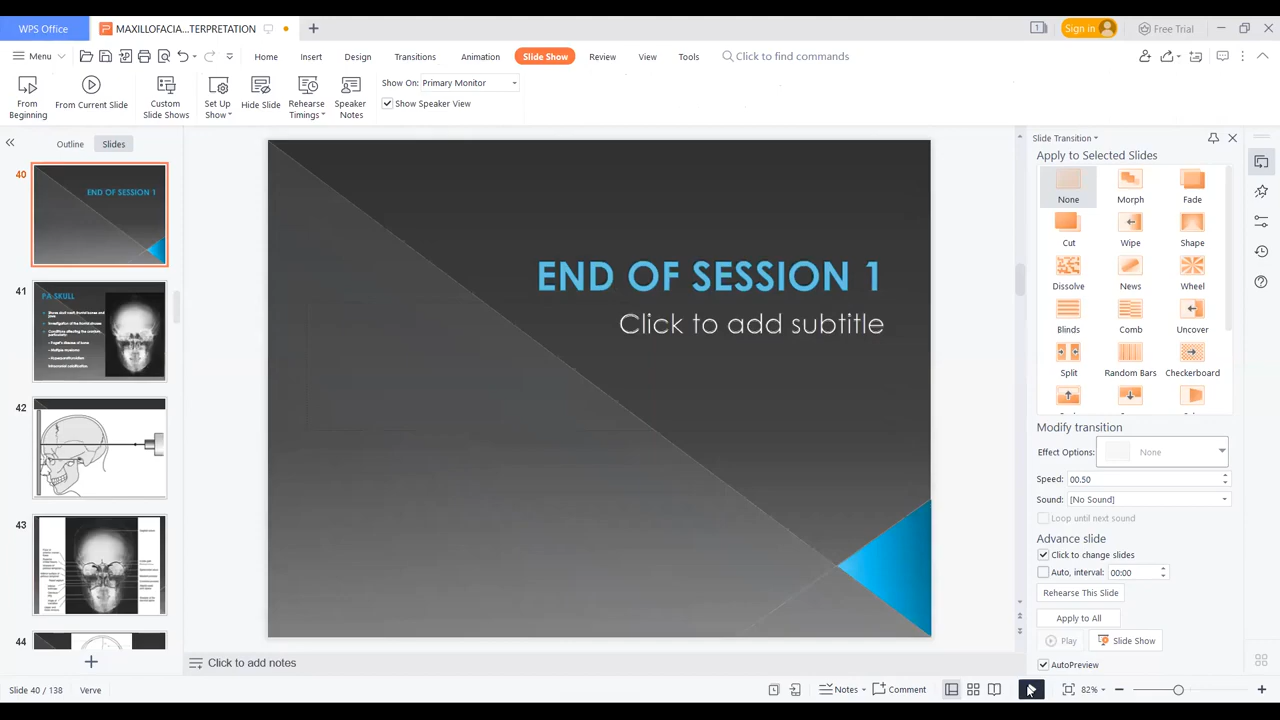 WPS Office
MAXILLOFACIA...TERPRETATION
1
Sign in
Free Trial
Menu
Home
Insert
Design
Transitions
Animation
Slide Show
Review
View
Tools
Click to find commands
From Beginning
From Current Slide
Custom Slide Shows
Set Up Show
Hide Slide
Rehearse Timings
Speaker Notes
Show On: Primary Monitor
Show Speaker View
Outline
Slides
40
END OF SESSION 1
41
PA SKULL
42
43
44
END OF SESSION 1
Click to add subtitle
Click to add notes
Slide Transition
Apply to Selected Slides
None
Morph
Fade
Cut
Wipe
Shape
Dissolve
News
Wheel
Blinds
Comb
Uncover
Split
Random Bars
Checkerboard
Modify transition
Effect Options: None
Speed: 00.50
Sound: [No Sound]
Loop until next sound
Advance slide
Click to change slides
Auto, interval: 00:00
Rehearse This Slide
Apply to All
Play
Slide Show
AutoPreview
Slide 40 / 138
Verve
Notes
Comment
82%